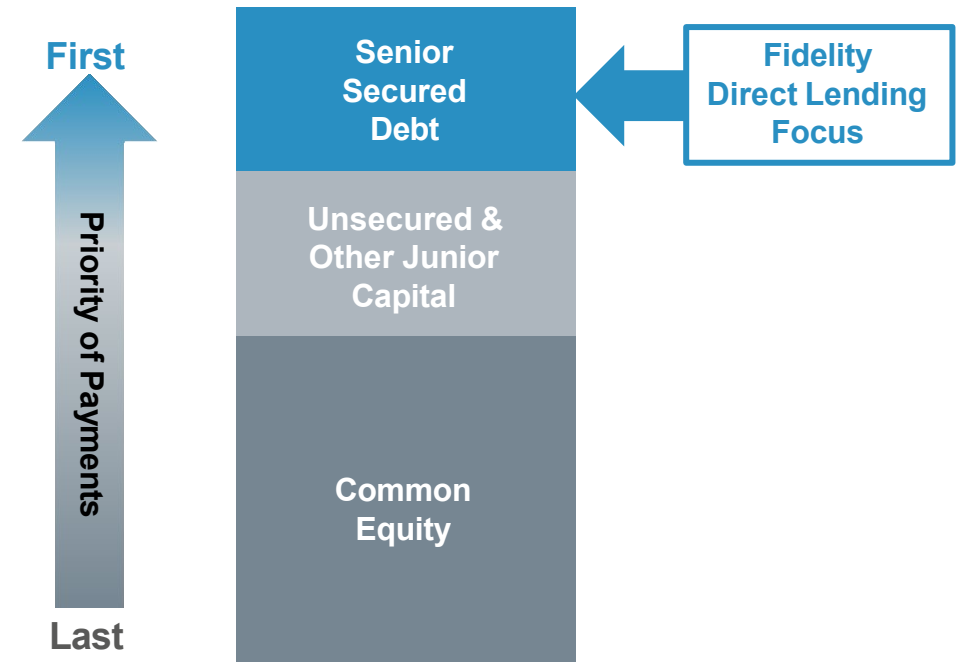 First
Priority of Payments
Last
Senior
Secured
Debt
Unsecured &
Other Junior
Capital
Common
Equity
Fidelity
Direct Lending
Focus